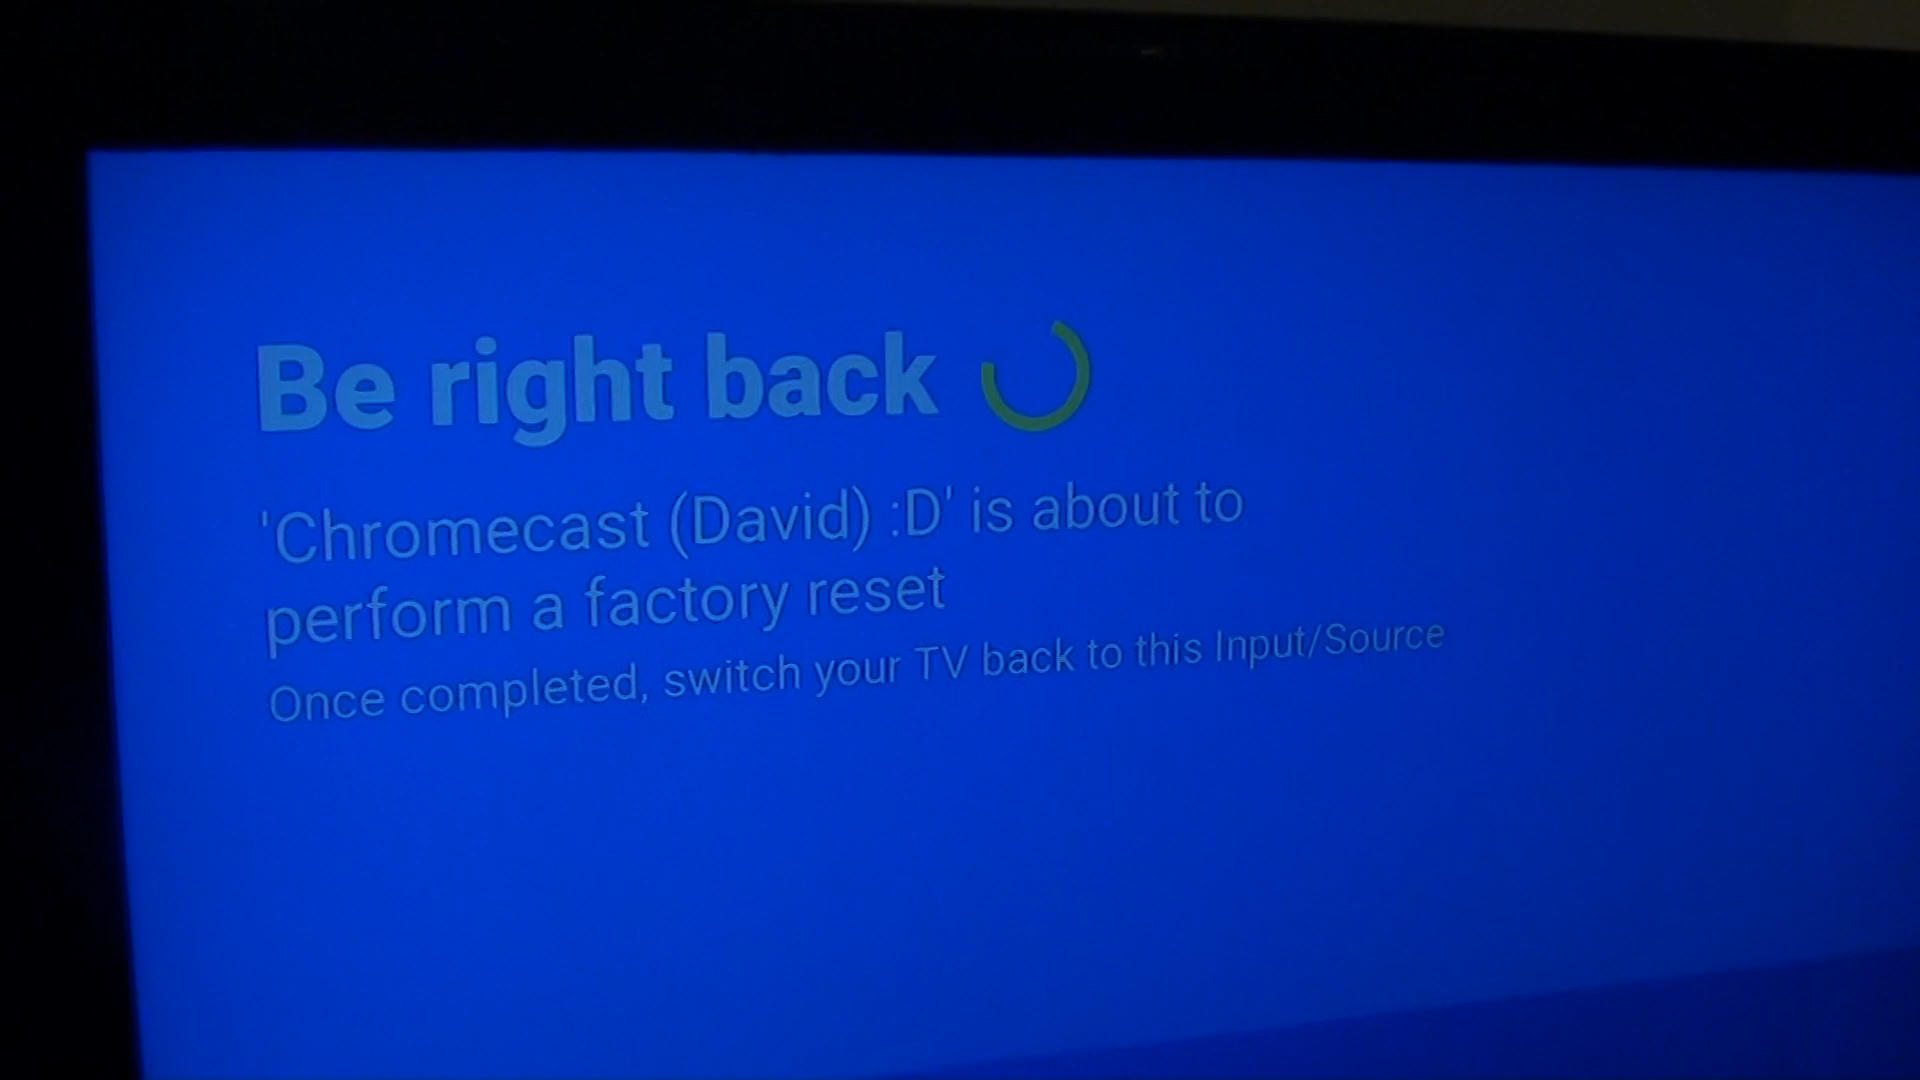 Be right back
'Chromecast (David) :D' is about to
perform a factory reset
Once completed, switch your TV back to this Input/Source